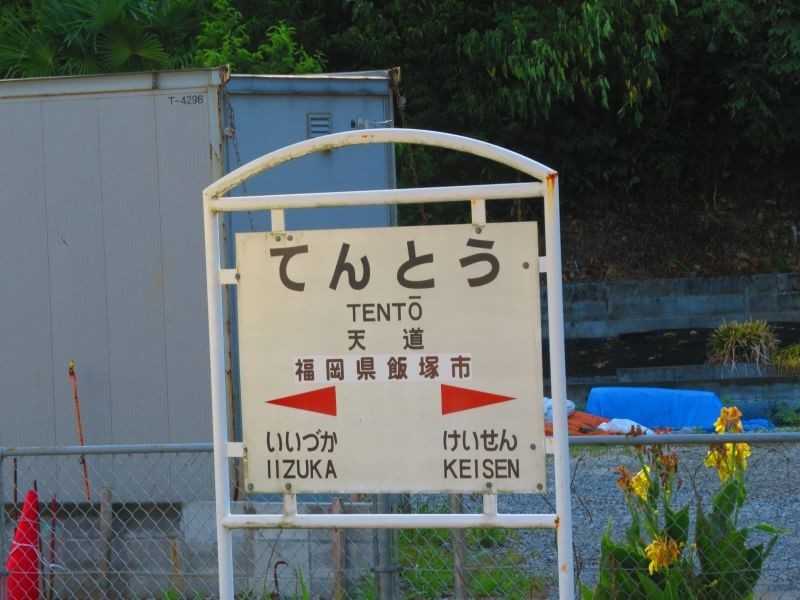 T-4296
てんとう
TENTŌ
天道
福岡県飯塚市
いいづか けいせん
IIZUKA KEISEN